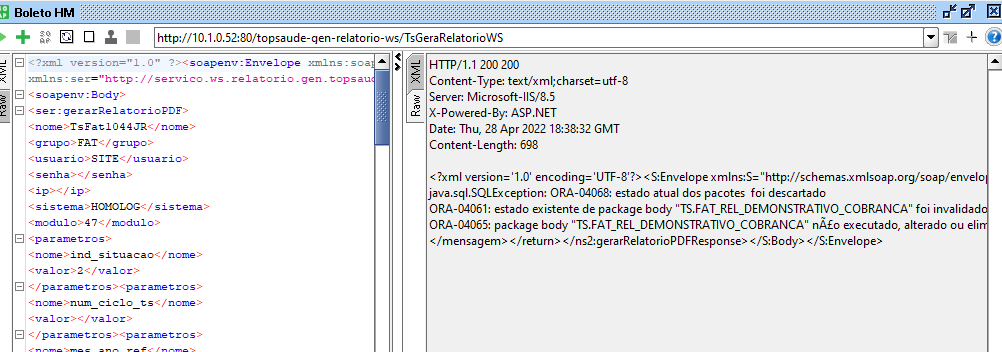 Boleto HM
http://10.1.0.52:80/topsaude-gen-relatorio-ws/TsGeraRelatorioWS
XML
Raw
<?xml version="1.0" ?><soapenv:Envelope xmlns:soap
xmlns:ser="http://servico.ws.relatorio.gen.topsaud
<soapenv:Body>
<ser:gerarRelatorioPDF>
<nome>TsFat1044JR</nome>
<grupo>FAT</grupo>
<usuario>SITE</usuario>
<senha></senha>
<ip></ip>
<sistema>HOMOLOG</sistema>
<modulo>47</modulo>
<parametros>
<nome>ind_situacao</nome>
<valor>2</valor>
</parametros><parametros>
<nome>num_ciclo_ts</nome>
<valor></valor>
</parametros><parametros>
<nome>mes_ano_ref</nome>
XML
Raw
HTTP/1.1 200 200
Content-Type: text/xml;charset=utf-8
Server: Microsoft-IIS/8.5
X-Powered-By: ASP.NET
Date: Thu, 28 Apr 2022 18:38:32 GMT
Content-Length: 698
<?xml version='1.0' encoding='UTF-8'?><S:Envelope xmlns:S="http://schemas.xmlsoap.org/soap/envelop
java.sql.SQLException: ORA-04068: estado atual dos pacotes  foi descartado
ORA-04061: estado existente de package body "TS.FAT_REL_DEMONSTRATIVO_COBRANCA" foi invalidado
ORA-04065: package body "TS.FAT_REL_DEMONSTRATIVO_COBRANCA" nÃ£o executado, alterado ou elim
</mensagem></return></ns2:gerarRelatorioPDFResponse></S:Body></S:Envelope>